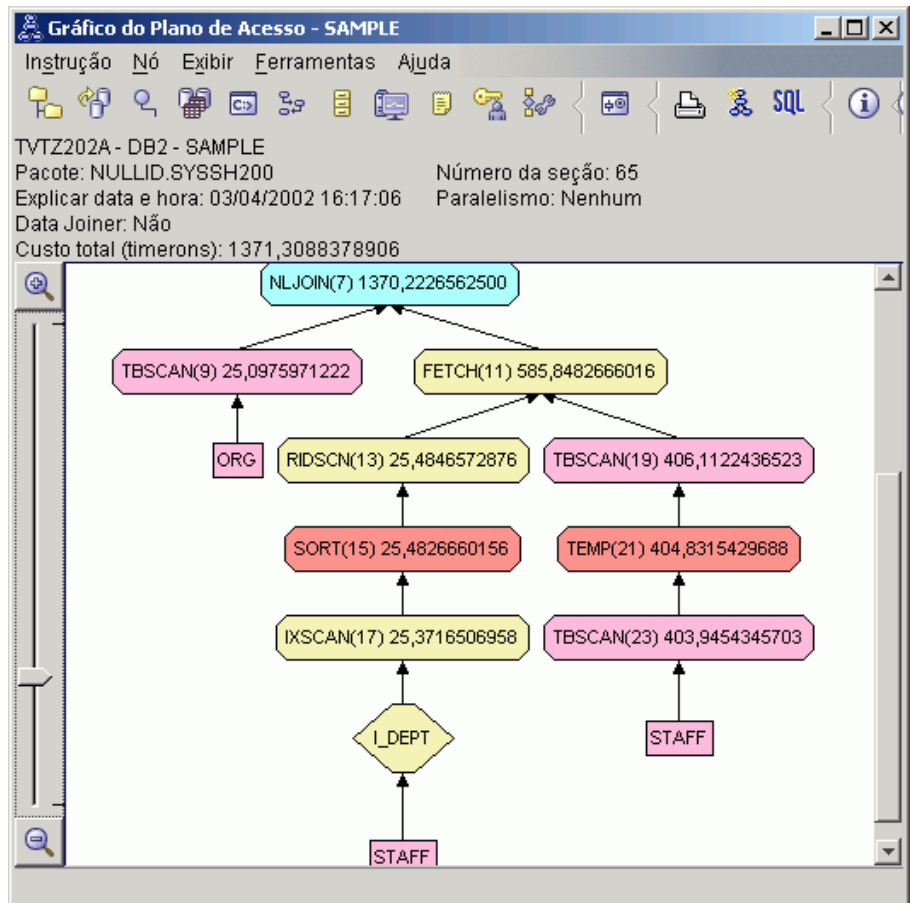 Gráfico do Plano de Acesso - SAMPLE
Instrução Nó Exibir Ferramentas Ajuda
C:> SQL
TVTZ202A - DB2 - SAMPLE
Pacote: NULLID.SYSSH200 Número da seção: 65
Explicar data e hora: 03/04/2002 16:17:06 Paralelismo: Nenhum
Data Joiner: Não
Custo total (timerons): 1371,3088378906
NLJOIN(7) 1370,2226562500
TBSCAN(9) 25,0975971222 FETCH(11) 585,8482666016
ORG RIDSCN(13) 25,4846572876 TBSCAN(19) 406,1122436523
SORT(15) 25,4826660156 TEMP(21) 404,8315429688
IXSCAN(17) 25,3716506958 TBSCAN(23) 403,9454345703
I_DEPT STAFF
STAFF